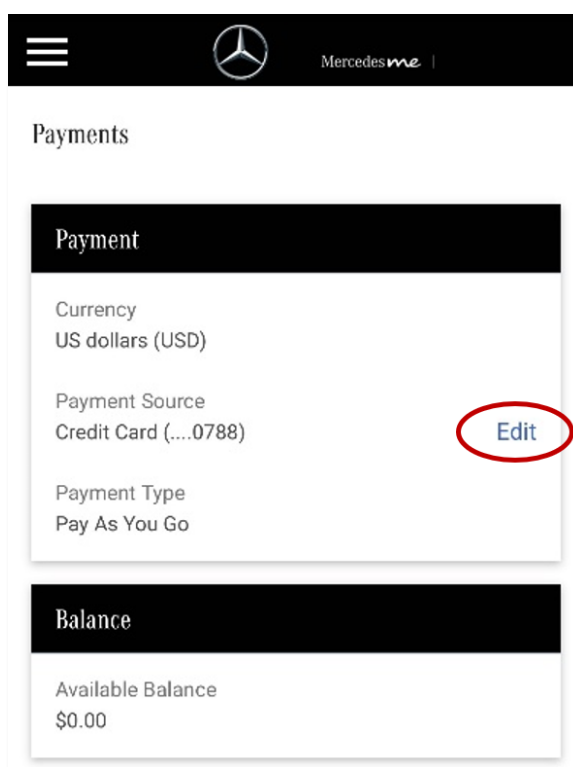 Mercedes me |
Payments
Payment
Currency
US dollars (USD)
Payment Source
Credit Card (....0788)
Edit
Payment Type
Pay As You Go
Balance
Available Balance
$0.00